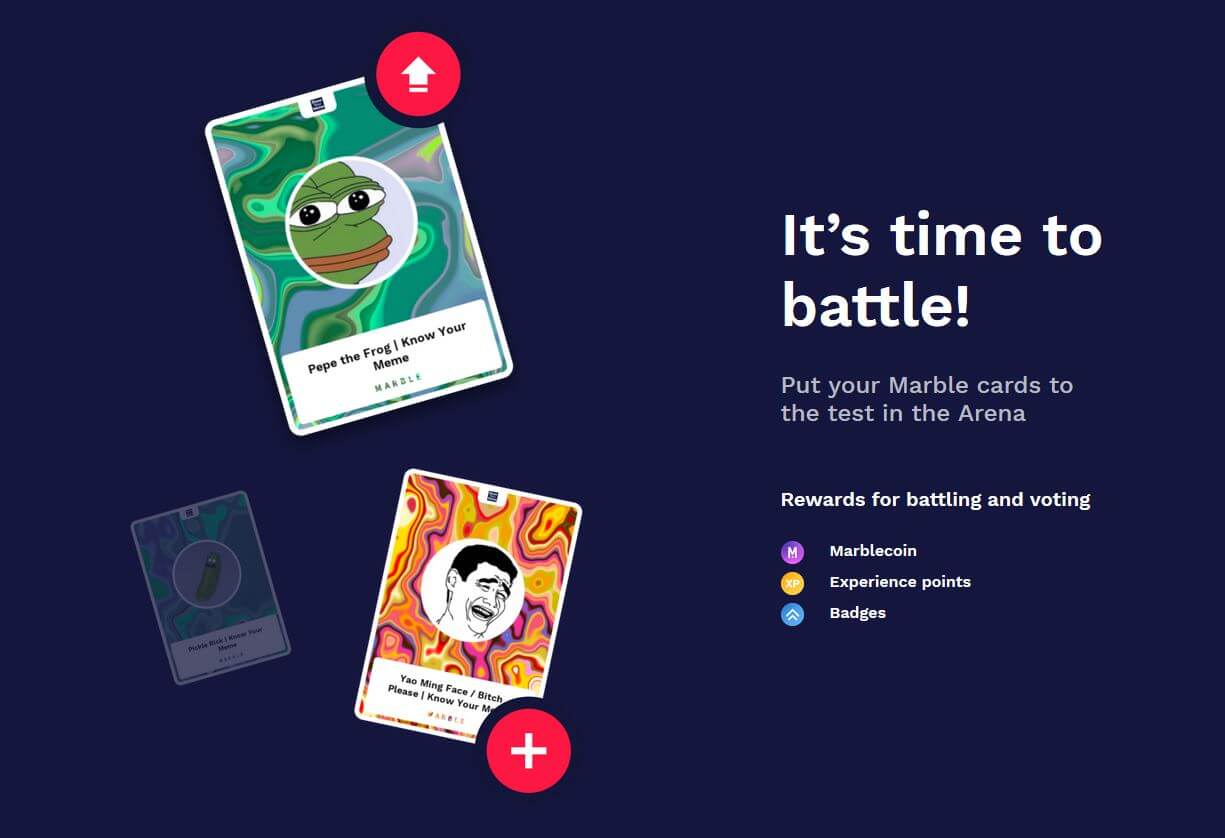 Pepe the Frog | Know Your
Meme
MARBLE
Pickle Rick | Know Your
Meme
MARBLE
Yao Ming Face / Bitch
Please | Know Your
MARBLE
It’s time to
battle!
Put your Marble cards to
the test in the Arena
Rewards for battling and voting
M Marblecoin
XP Experience points
Badges